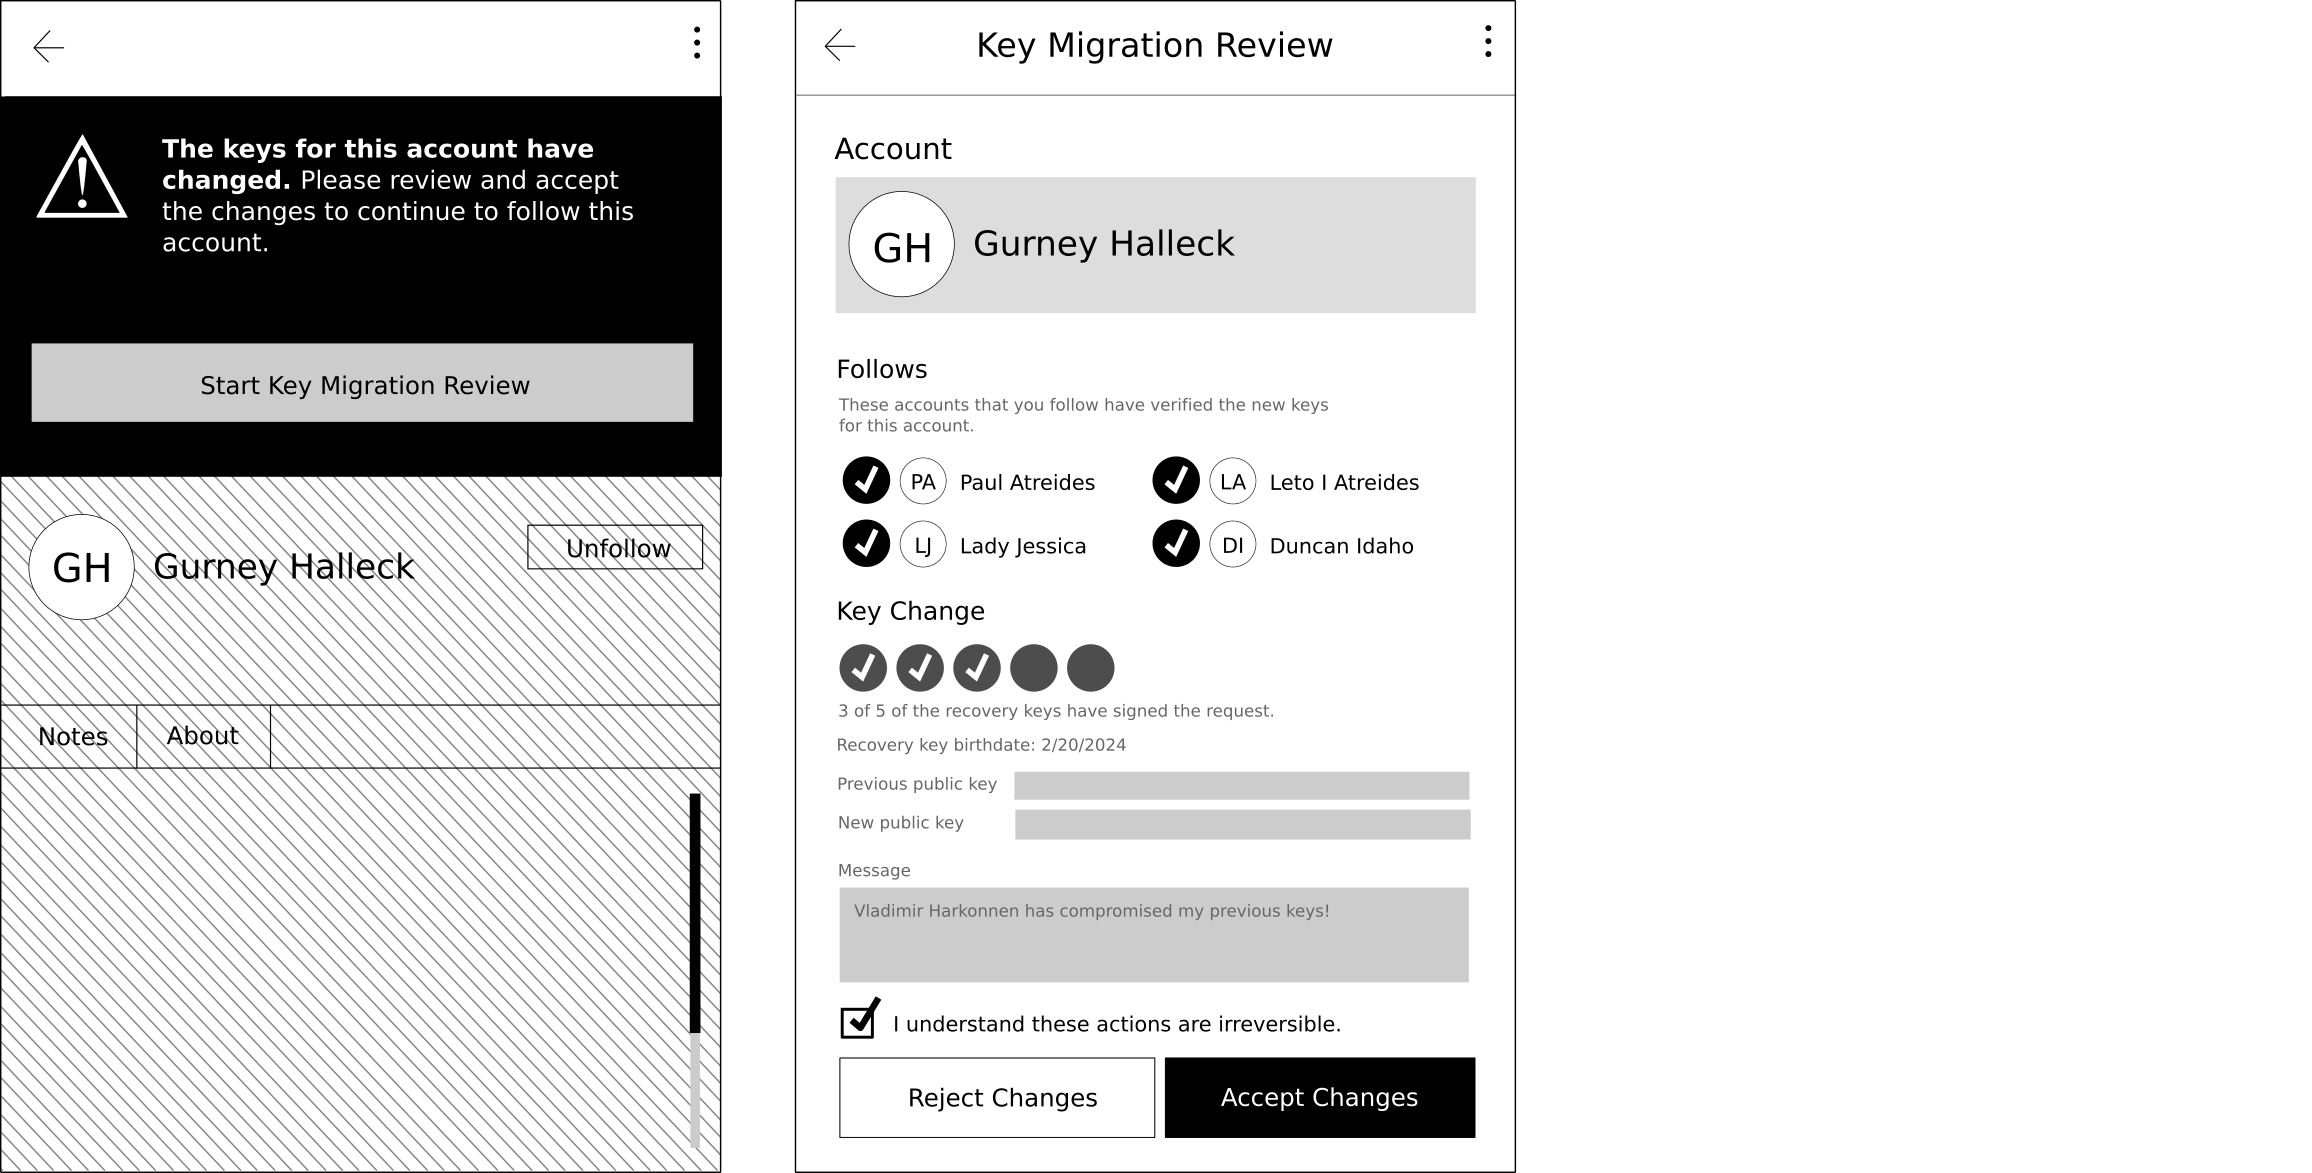 The keys for this account have
changed. Please review and accept
the changes to continue to follow this
account.
Start Key Migration Review
GH
Gurney Halleck
Unfollow
Notes
About
Key Migration Review
Account
GH
Gurney Halleck
Follows
These accounts that you follow have verified the new keys
for this account.
PA
Paul Atreides
LA
Leto I Atreides
LJ
Lady Jessica
DI
Duncan Idaho
Key Change
3 of 5 of the recovery keys have signed the request.
Recovery key birthdate: 2/20/2024
Previous public key
New public key
Message
Vladimir Harkonnen has compromised my previous keys!
I understand these actions are irreversible.
Reject Changes
Accept Changes